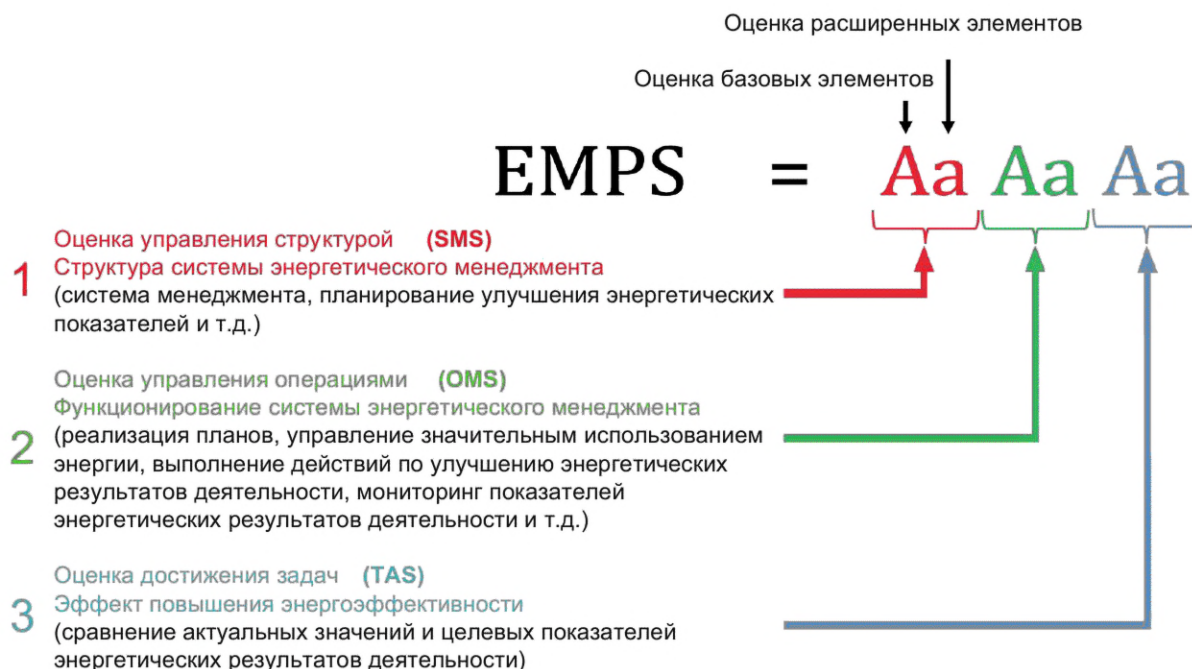 Оценка расширенных элементов
Оценка базовых элементов
EMPS = Aa Aa Aa
1
Оценка управления структурой (SMS)
Структура системы энергетического менеджмента
(система менеджмента, планирование улучшения энергетических
показателей и т.д.)
2
Оценка управления операциями (OMS)
Функционирование системы энергетического менеджмента
(реализация планов, управление значительным использованием
энергии, выполнение действий по улучшению энергетических
результатов деятельности, мониторинг показателей
энергетических результатов деятельности и т.д.)
3
Оценка достижения задач (TAS)
Эффект повышения энергоэффективности
(сравнение актуальных значений и целевых показателей
энергетических результатов деятельности)